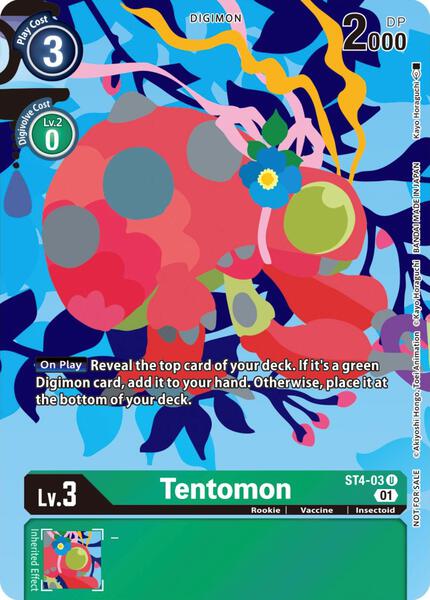 DIGIMON
Play Cost
3
DP
2000
Digivolve Cost
Lv.2
0
Kayo Horaguchi
BANDAI MADE IN JAPAN
©Akiyoshi Hongo, Toei Animation ©Kayo Horaguchi
NOT FOR SALE
On Play Reveal the top card of your deck. If it's a green
Digimon card, add it to your hand. Otherwise, place it at
the bottom of your deck.
Lv.3
Tentomon
ST4-03 U
01
Rookie | Vaccine | Insectoid
Inherited Effect
–